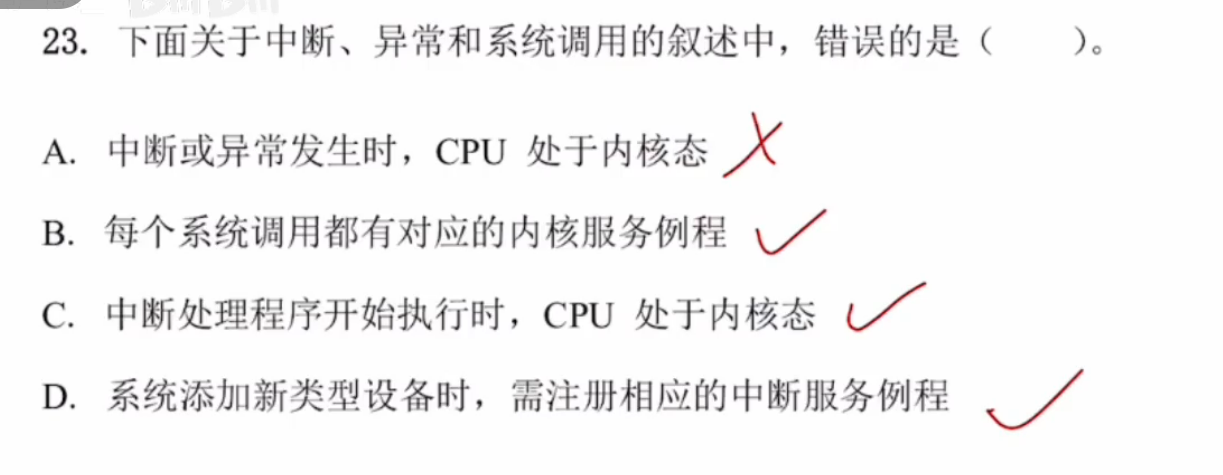 23. 下面关于中断、异常和系统调用的叙述中，错误的是（　　）。
A. 中断或异常发生时，CPU 处于内核态
B. 每个系统调用都有对应的内核服务例程
C. 中断处理程序开始执行时，CPU 处于内核态
D. 系统添加新类型设备时，需注册相应的中断服务例程